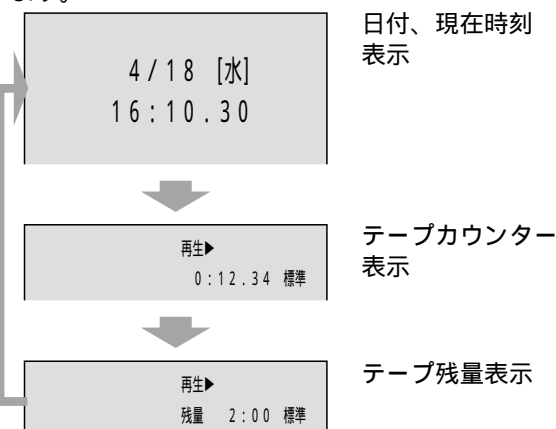 ます。
4/18 [水]
16:10.30
日付、現在時刻
表示
再生▶
0:12.34 標準
テープカウンター
表示
再生▶
残量 2:00 標準
テープ残量表示